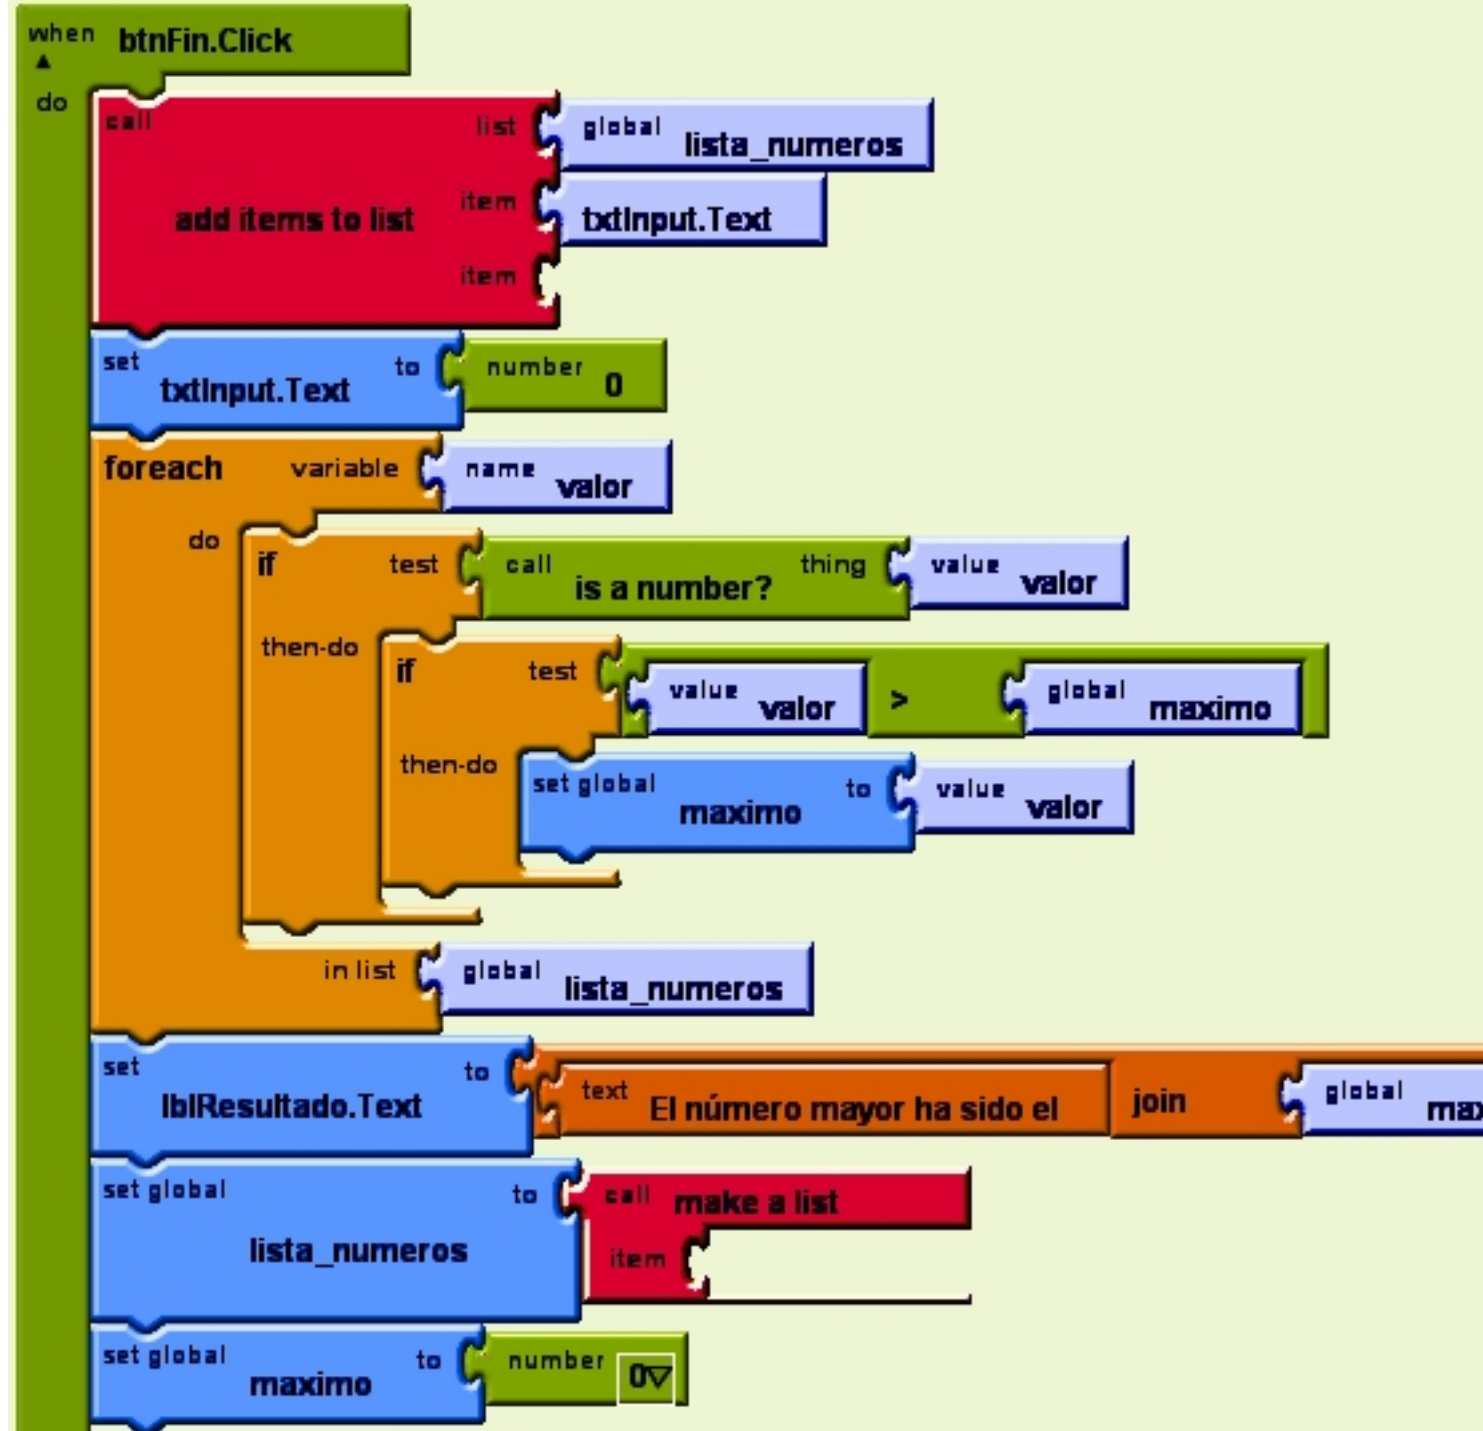 when btnFin.Click
do
call list global lista_numeros
add items to list item txtInput.Text
item
set txtInput.Text to number 0
foreach variable name valor
do if test call is a number? thing value valor
then-do if test value valor > global maximo
then-do set global maximo to value valor
in list global lista_numeros
set lblResultado.Text to text El número mayor ha sido el join global
set global lista_numeros to call make a list
item
set global maximo to number 0